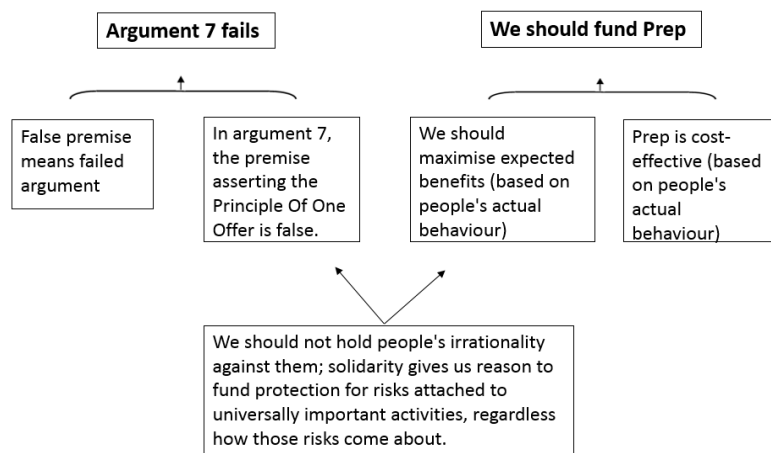 Argument 7 fails
We should fund Prep
False premise
means failed
argument
In argument 7,
the premise
asserting the
Principle Of One
Offer is false.
We should
maximise expected
benefits (based on
people's actual
behaviour)
Prep is cost-
effective (based
on people's
actual
behaviour)
We should not hold people's irrationality
against them; solidarity gives us reason to
fund protection for risks attached to
universally important activities, regardless
how those risks come about.